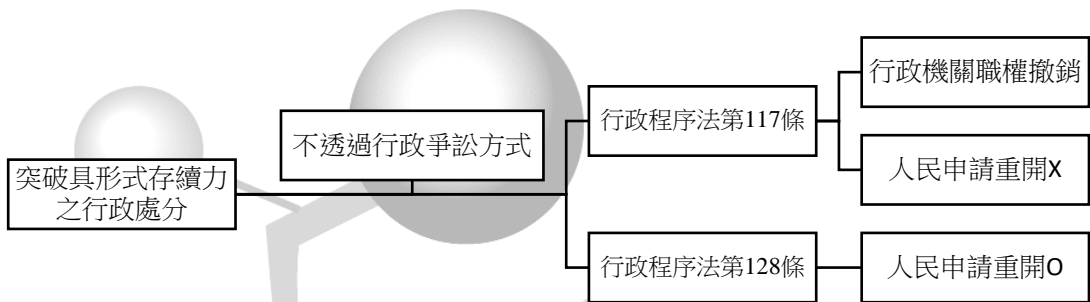 突破具形式存續力
之行政處分
不透過行政爭訟方式
行政程序法第117條
行政機關職權撤銷
人民申請重開X
行政程序法第128條
人民申請重開O